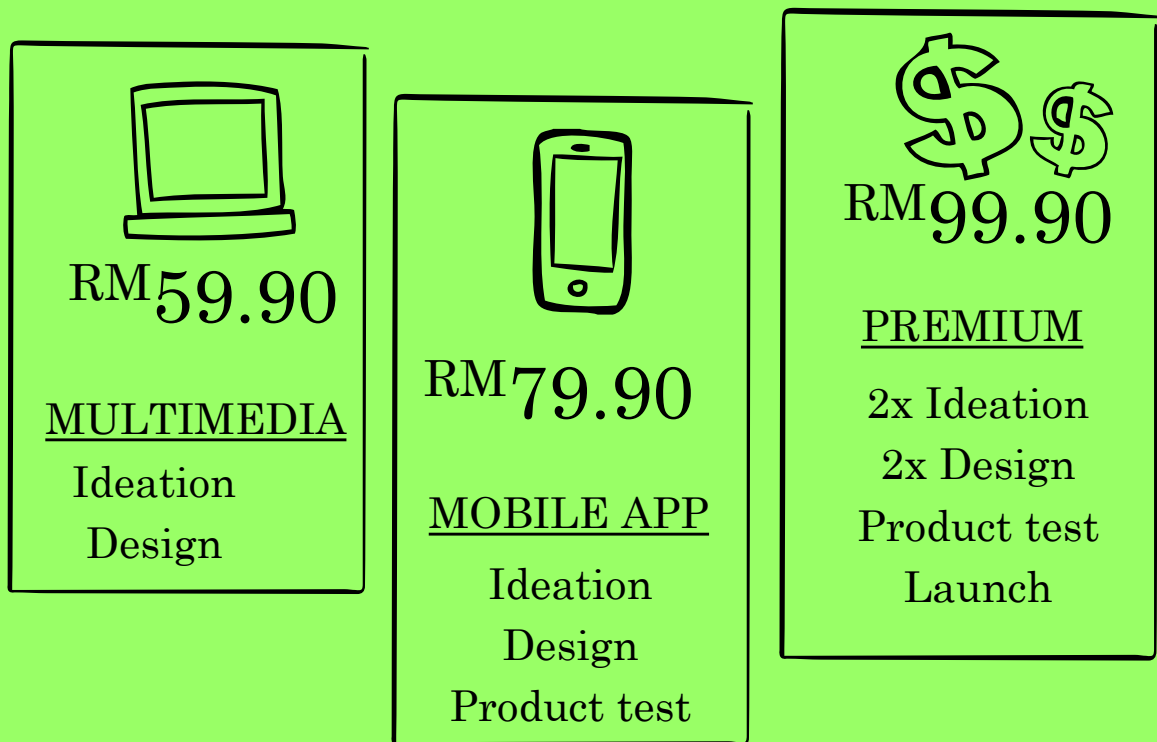 RM59.90
MULTIMEDIA
Ideation
Design
RM79.90
MOBILE APP
Ideation
Design
Product test
$$
RM99.90
PREMIUM
2x Ideation
2x Design
Product test
Launch